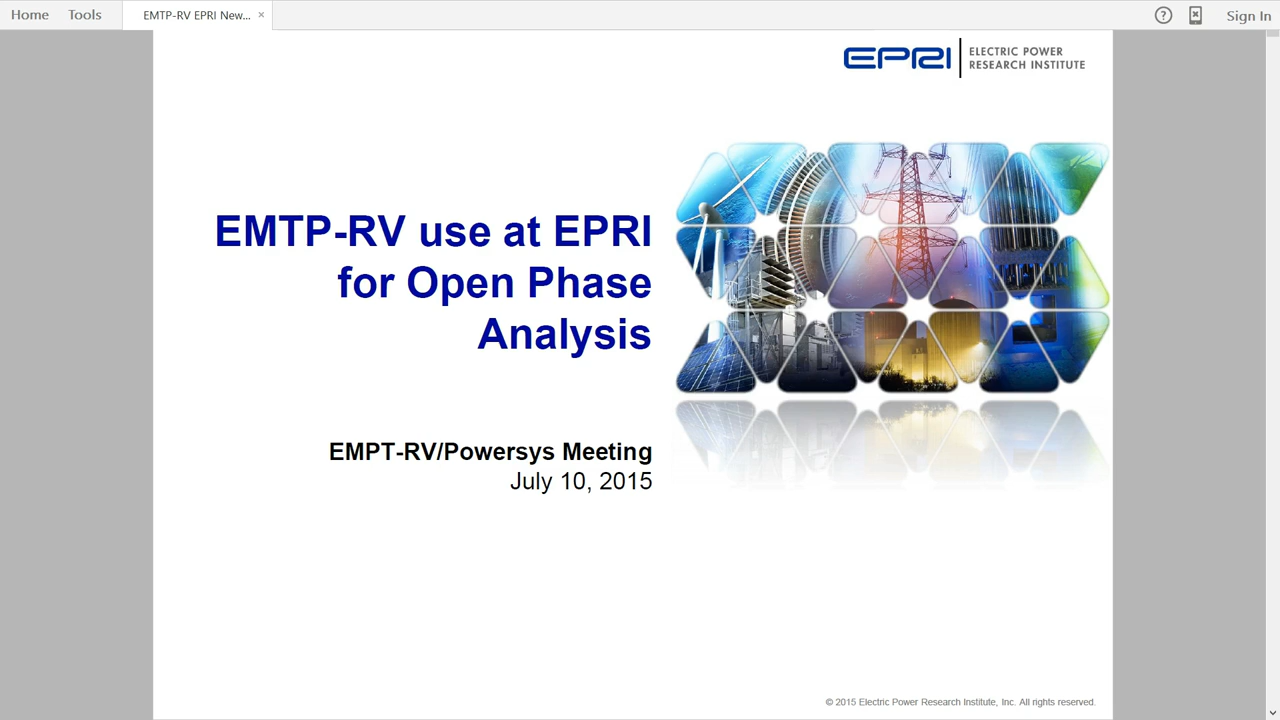 Home Tools EMTP-RV EPRI New... × ? Sign In
EPRI ELECTRIC POWER
RESEARCH INSTITUTE
EMTP-RV use at EPRI
for Open Phase
Analysis
EMPT-RV/Powersys Meeting
July 10, 2015
© 2015 Electric Power Research Institute, Inc. All rights reserved.